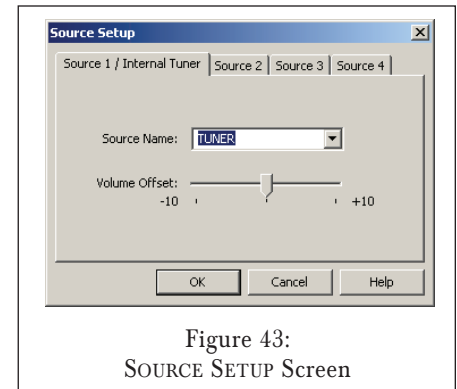 Source Setup
Source 1 / Internal Tuner Source 2 Source 3 Source 4
Source Name: TUNER
Volume Offset:
-10 +10
OK Cancel Help
Figure 43:
SOURCE SETUP Screen